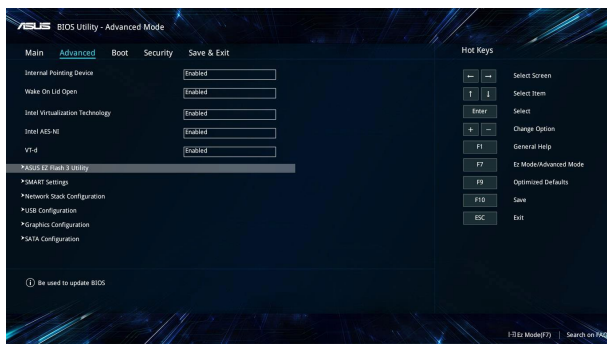 ASUS BIOS Utility - Advanced Mode
Main Advanced Boot Security Save & Exit
Internal Pointing Device Enabled
Wake On Lid Open Enabled
Intel Virtualization Technology Enabled
Intel AES-NI Enabled
VT-d Enabled
ASUS EZ Flash 3 Utility
SMART Settings
Network Stack Configuration
USB Configuration
Graphics Configuration
SATA Configuration
Be used to update BIOS
Hot Keys
← → Select Screen
↑ ↓ Select Item
Enter Select
+ − Change Option
F1 General Help
F7 Ez Mode/Advanced Mode
F9 Optimized Defaults
F10 Save
ESC Exit
Ez Mode(F7) | Search on FAQ